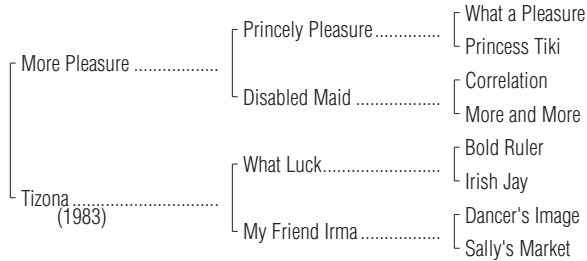 What a Pleasure
Princely Pleasure..............
Princess Tiki
More Pleasure ..................
Correlation
Disabled Maid ..................
More and More
Bold Ruler
What Luck.........................
Irish Jay
Tizona...............................
(1983)
Dancer's Image
My Friend Irma .................
Sally's Market